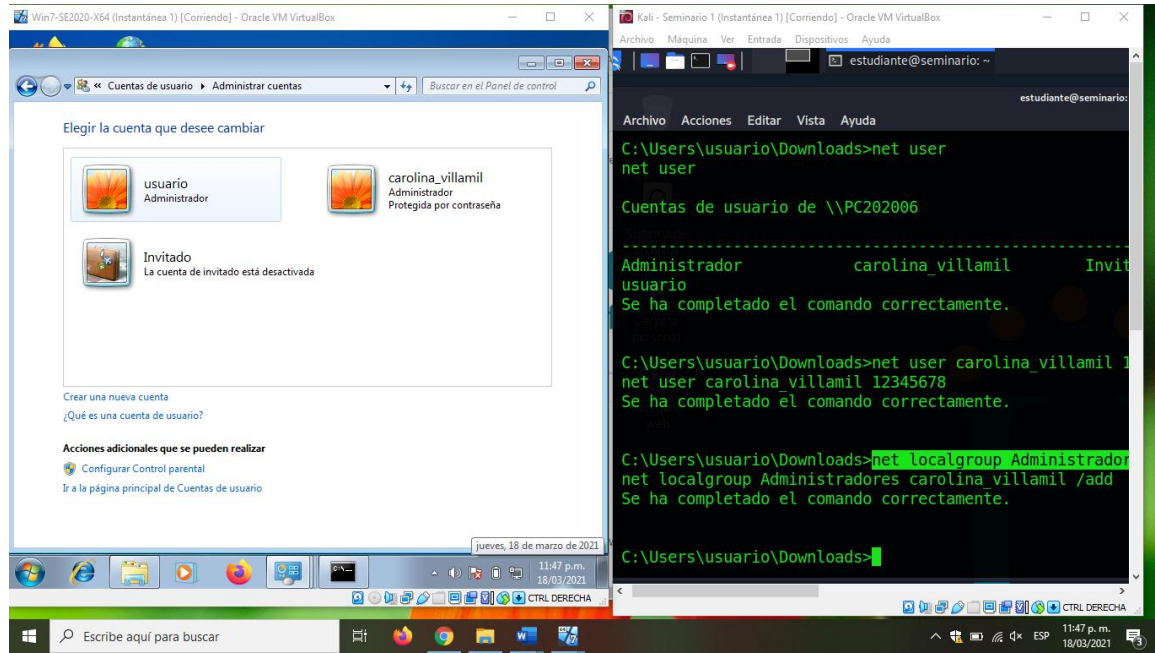 Win7-SE2020-X64 (Instantánea 1) [Corriendo] - Oracle VM VirtualBox
« Cuentas de usuario ▸ Administrar cuentas
Buscar en el Panel de control
Elegir la cuenta que desee cambiar
usuario
Administrador
carolina_villamil
Administrador
Protegida por contraseña
Invitado
La cuenta de invitado está desactivada
Crear una nueva cuenta
¿Qué es una cuenta de usuario?
Acciones adicionales que se pueden realizar
Configurar Control parental
Ir a la página principal de Cuentas de usuario
jueves, 18 de marzo de 2021
11:47 p.m.
18/03/2021
CTRL DERECHA
Kali - Seminario 1 (Instantánea 1) [Corriendo] - Oracle VM VirtualBox
Archivo Máquina Ver Entrada Dispositivos Ayuda
estudiante@seminario: ~
estudiante@seminario:
Archivo Acciones Editar Vista Ayuda
C:\Users\usuario\Downloads>net user
net user
Cuentas de usuario de \\PC202006
-------------------------------------------------------
Administrador carolina_villamil Invit
usuario
Se ha completado el comando correctamente.
C:\Users\usuario\Downloads>net user carolina_villamil 1
net user carolina_villamil 12345678
Se ha completado el comando correctamente.
C:\Users\usuario\Downloads>net localgroup Administrador
net localgroup Administradores carolina_villamil /add
Se ha completado el comando correctamente.
C:\Users\usuario\Downloads>
CTRL DERECHA
Escribe aquí para buscar
ESP
11:47 p. m.
18/03/2021